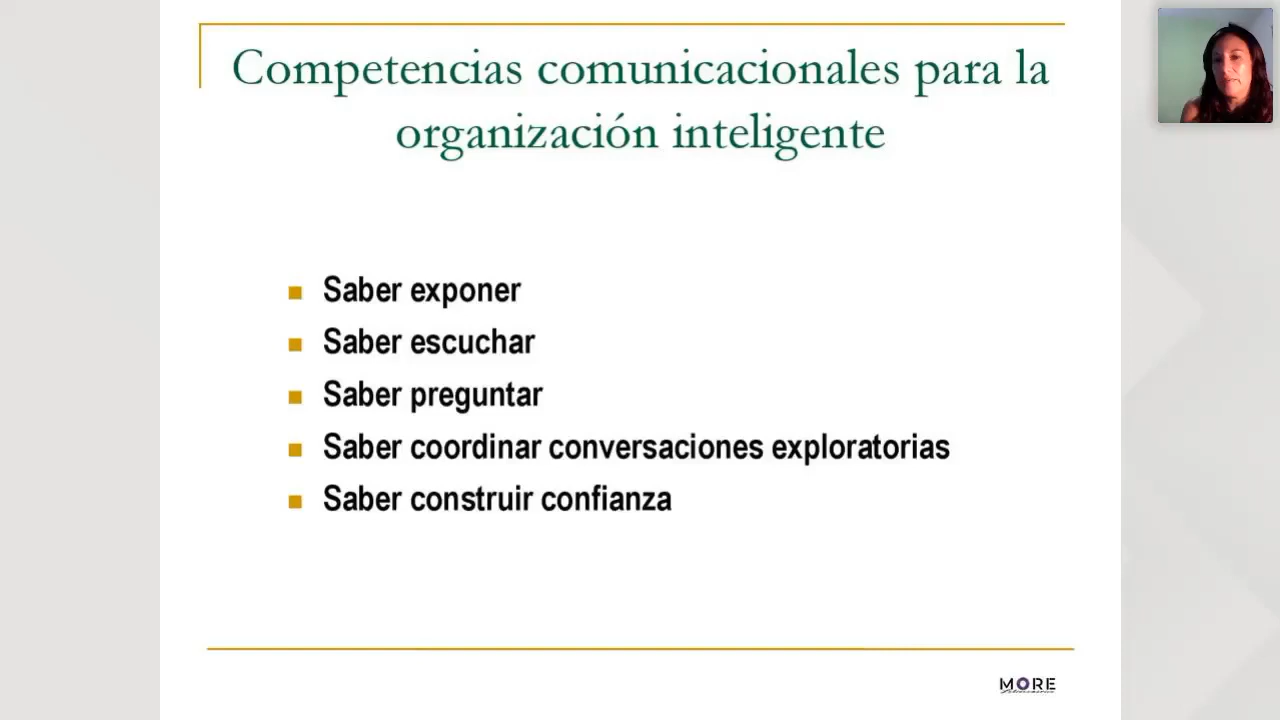 Competencias comunicacionales para la
organización inteligente
Saber exponer
Saber escuchar
Saber preguntar
Saber coordinar conversaciones exploratorias
Saber construir confianza
MORE